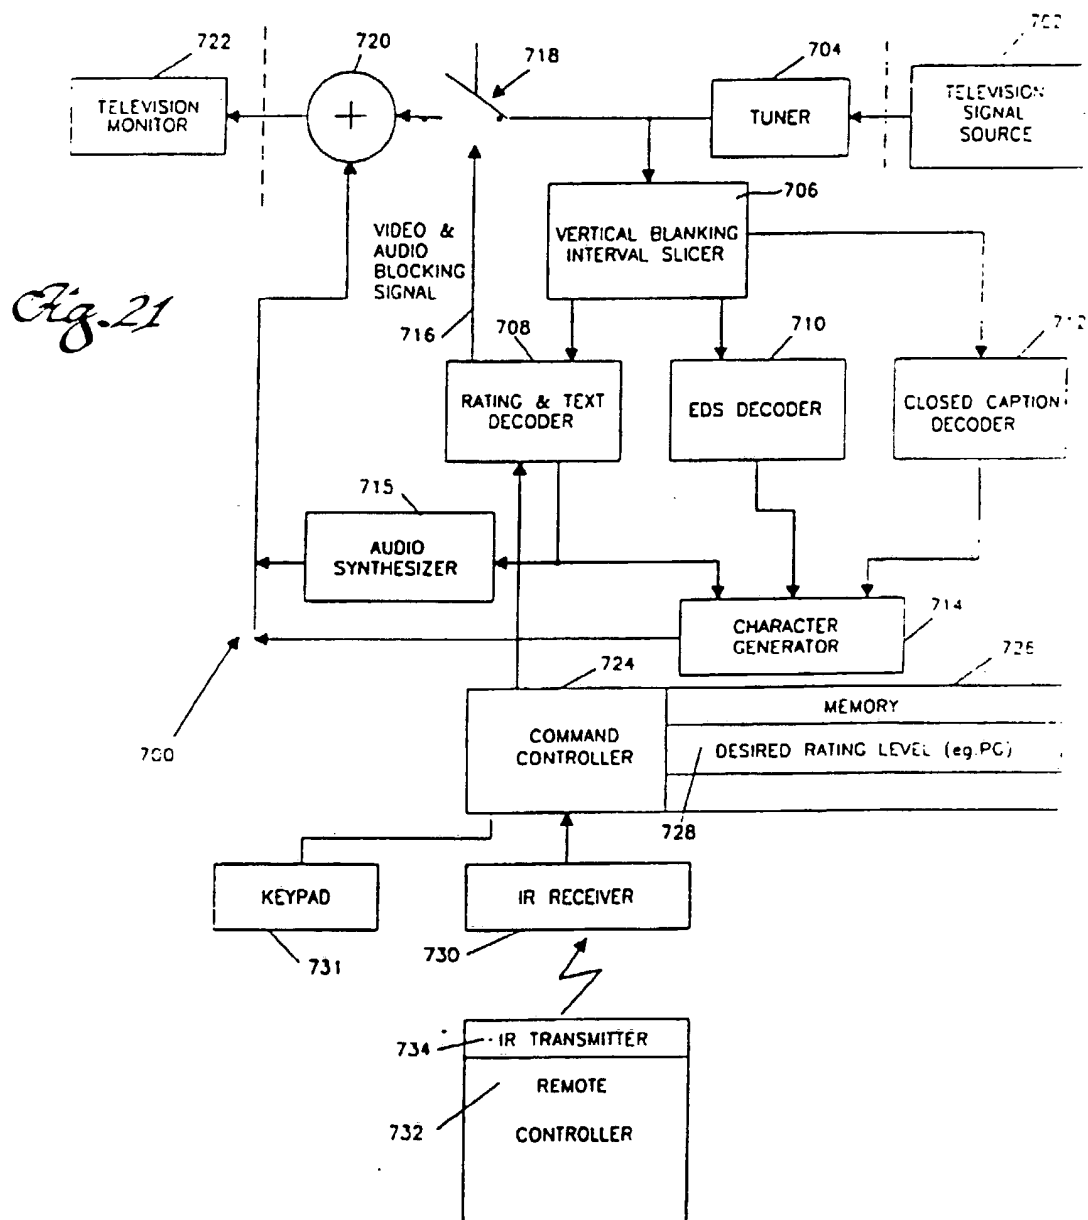 722
720
718
704
702
TELEVISION
MONITOR
+
TUNER
TELEVISION
SIGNAL
SOURCE
706
VIDEO &
AUDIO
BLOCKING
SIGNAL
VERTICAL BLANKING
INTERVAL SLICER
Fig. 21
716
708
710
712
RATING & TEXT
DECODER
EDS DECODER
CLOSED CAPTION
DECODER
715
AUDIO
SYNTHESIZER
CHARACTER
GENERATOR
714
700
724
726
COMMAND
CONTROLLER
MEMORY
DESIRED RATING LEVEL (eg.PG)
728
KEYPAD
IR RECEIVER
731
730
734
IR TRANSMITTER
732
REMOTE
CONTROLLER